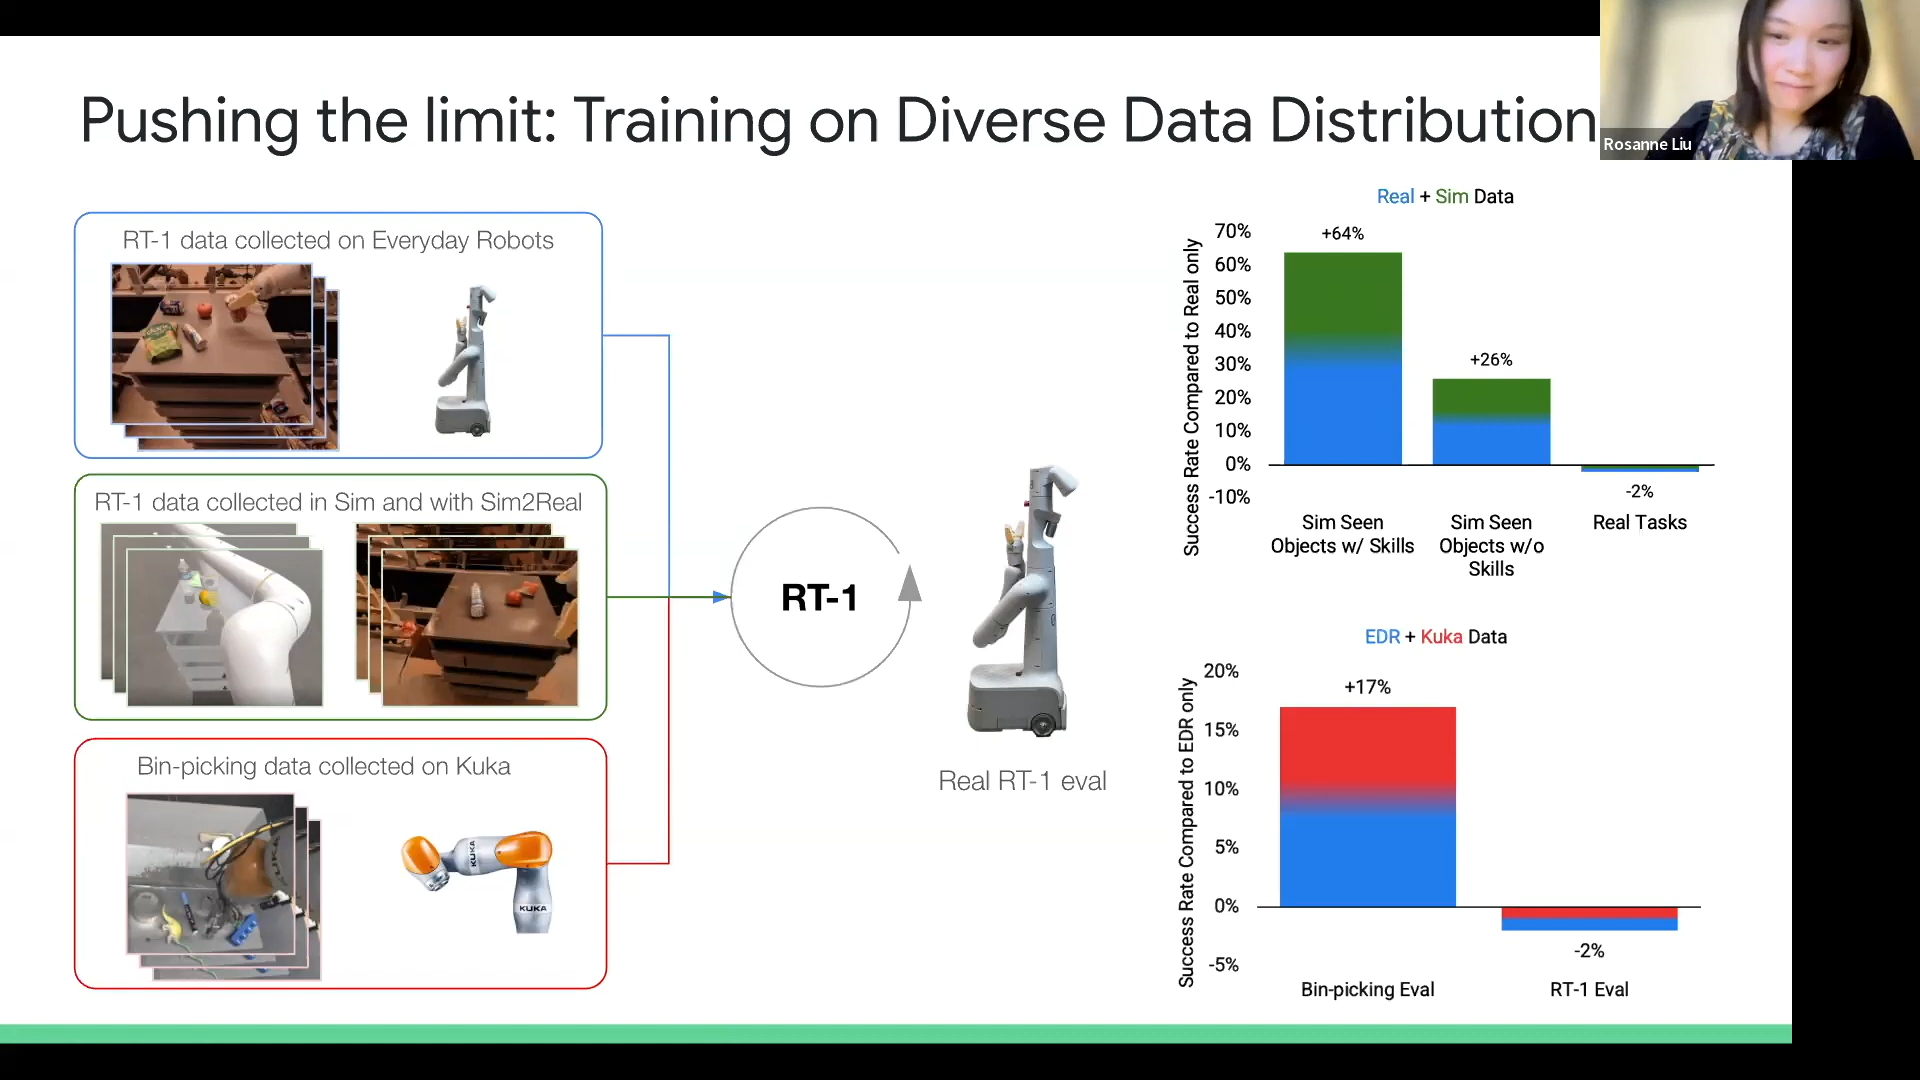 Pushing the limit: Training on Diverse Data Distribution
Rosanne Liu
RT-1 data collected on Everyday Robots
RT-1 data collected in Sim and with Sim2Real
Bin-picking data collected on Kuka
KUKA
KUKA
RT-1
Real RT-1 eval
Real + Sim Data
Success Rate Compared to Real only
70%
60%
50%
40%
30%
20%
10%
0%
-10%
+64%
+26%
-2%
Sim Seen
Objects w/ Skills
Sim Seen
Objects w/o
Skills
Real Tasks
EDR + Kuka Data
Success Rate Compared to EDR only
20%
15%
10%
5%
0%
-5%
+17%
-2%
Bin-picking Eval
RT-1 Eval